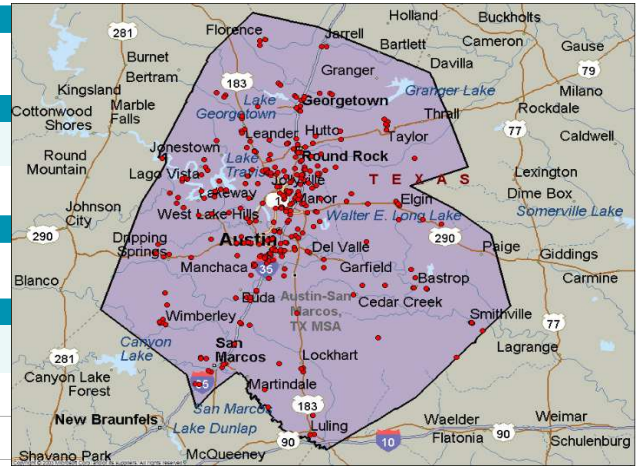 Holland
Buckholts
281
Florence
Jarrell
Bartlett
Cameron
Gause
Burnet
Davilla
Bertram
Granger
79
183
Kingsland
Granger Lake
Milano
Marble
Falls
Lake
Georgetown
Georgetown
Rockdale
Cottonwood
Shores
Thrall
77
Leander
Hutto
Taylor
Caldwell
Jonestown
Round
Mountain
Lake
Travis
Round Rock
Lago Vista
TEXAS
Lexington
Lakeway
Jollyville
Dime Box
Johnson
City
1
Manor
Elgin
West Lake Hills
Walter E. Long Lake
Somerville Lake
290
Dripping
Springs
Austin
Del Valle
290
Paige
Giddings
Manchaca
35
Garfield
Carmine
Blanco
Bastrop
Buda
Austin-San
Marcos,
TX MSA
Cedar Creek
Wimberley
Smithville
77
Canyon
Lake
San
Marcos
Lagrange
281
Lockhart
Canyon Lake
Forest
35
Martindale
183
San Marcos
New Braunfels
Luling
Waelder
Weimar
Lake Dunlap
90
10
Flatonia
90
Schulenburg
McQueeney
Shavano Park